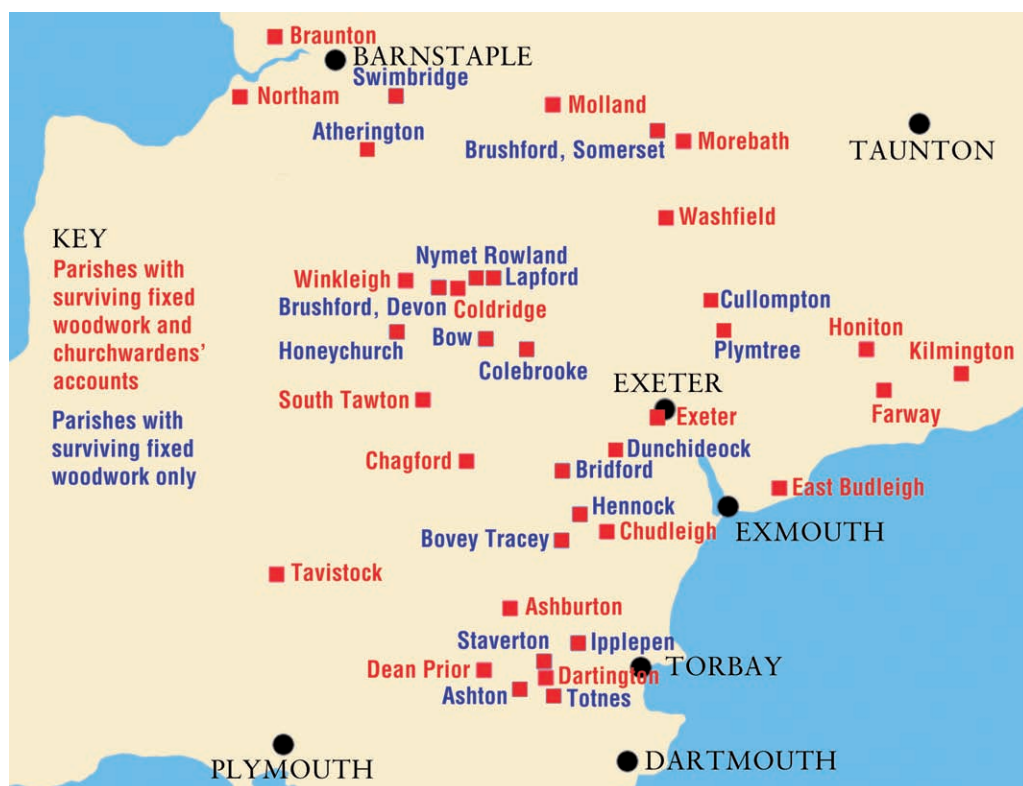 Braunton
BARNSTAPLE
Swimbridge
Northam
Molland
Atherington
Brushford, Somerset
Morebath
TAUNTON
Washfield
KEY
Parishes with
surviving fixed
woodwork and
churchwardens'
accounts
Parishes with
surviving fixed
woodwork only
Nymet Rowland
Winkleigh
Lapford
Brushford, Devon
Coldridge
Cullompton
Honeychurch
Bow
Colebrooke
Plymtree
Honiton
Kilmington
EXETER
South Tawton
Exeter
Farway
Dunchideock
Chagford
Bridford
East Budleigh
Hennock
EXMOUTH
Chudleigh
Bovey Tracey
Tavistock
Ashburton
Staverton
Ipplepen
Dean Prior
Dartington
TORBAY
Ashton
Totnes
PLYMOUTH
DARTMOUTH